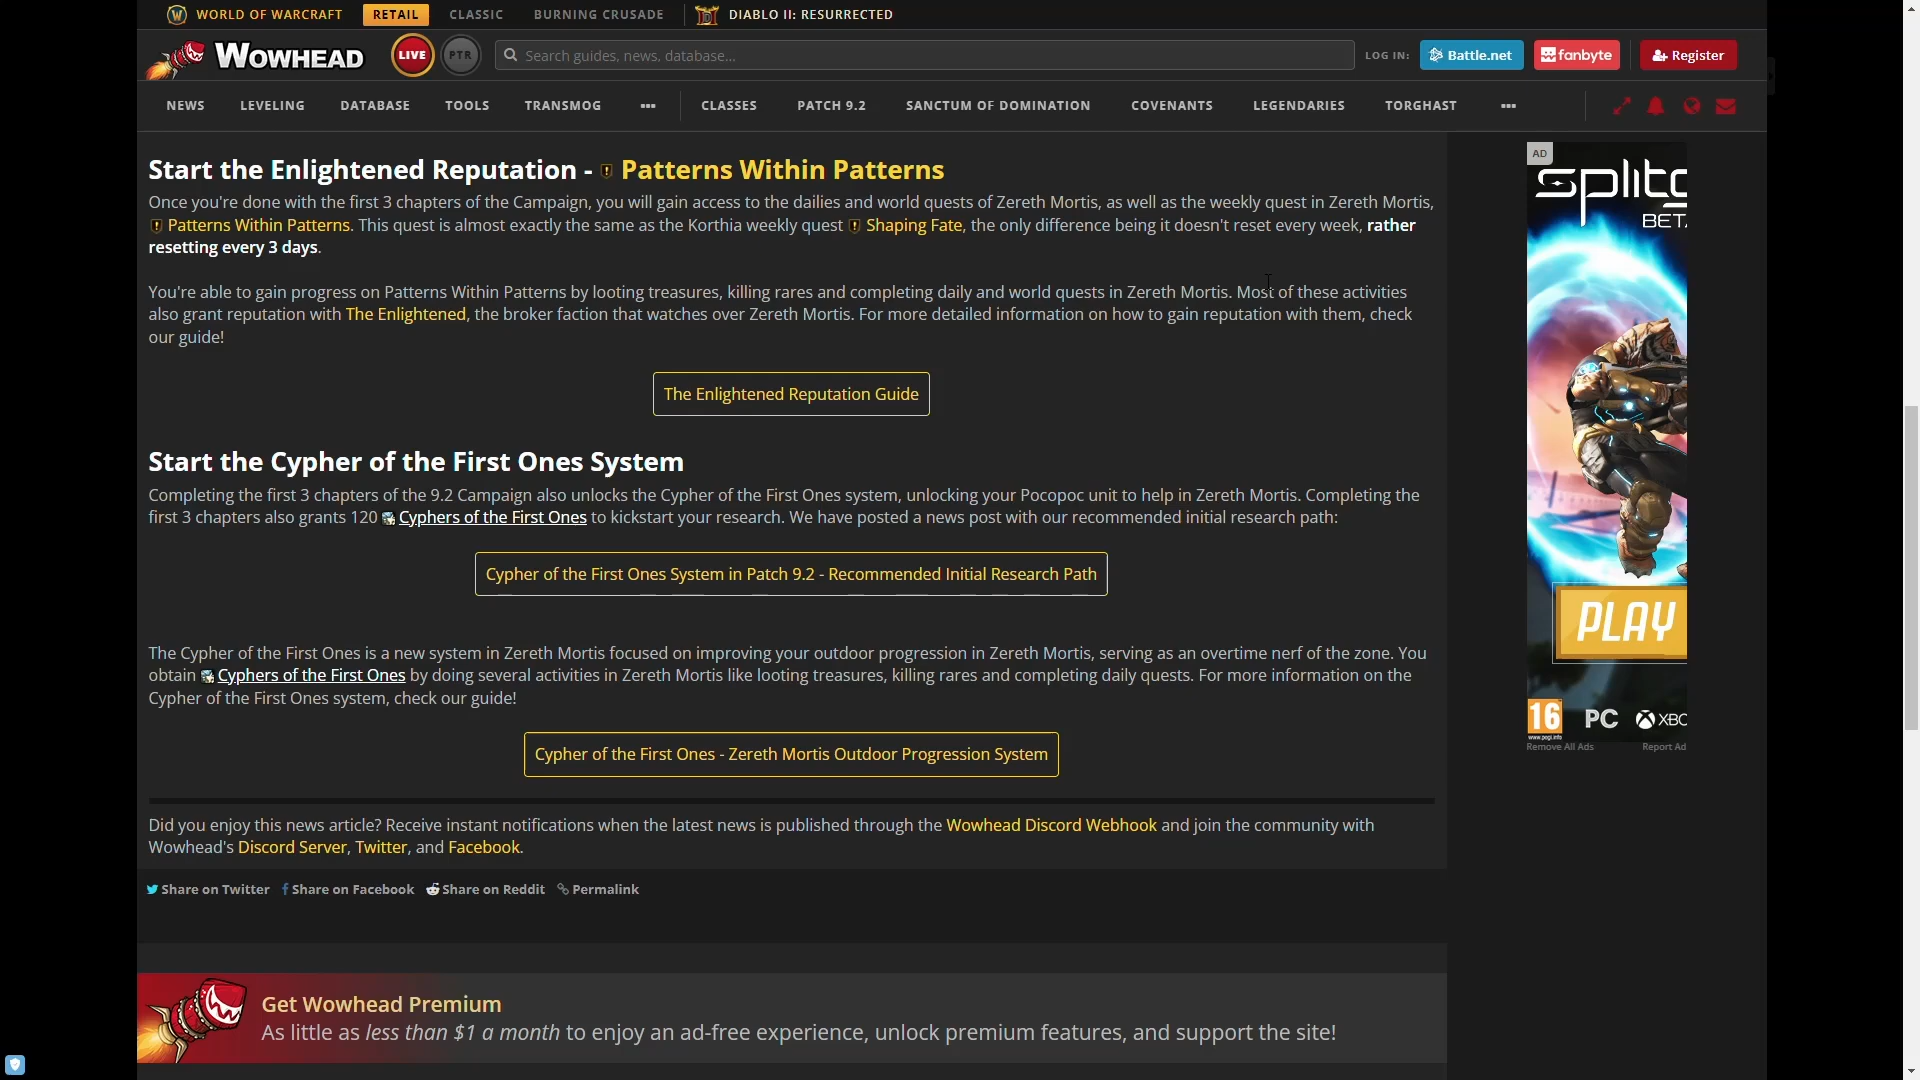 WORLD OF WARCRAFT RETAIL CLASSIC BURNING CRUSADE DIABLO II: RESURRECTED
WOWHEAD LIVE PTR Search guides, news, database... LOG IN: Battle.net fanbyte Register
NEWS LEVELING DATABASE TOOLS TRANSMOG ••• CLASSES PATCH 9.2 SANCTUM OF DOMINATION COVENANTS LEGENDARIES TORGHAST •••
Start the Enlightened Reputation - Patterns Within Patterns
Once you're done with the first 3 chapters of the Campaign, you will gain access to the dailies and world quests of Zereth Mortis, as well as the weekly quest in Zereth Mortis,
Patterns Within Patterns. This quest is almost exactly the same as the Korthia weekly quest Shaping Fate, the only difference being it doesn't reset every week, rather
resetting every 3 days.
You're able to gain progress on Patterns Within Patterns by looting treasures, killing rares and completing daily and world quests in Zereth Mortis. Most of these activities
also grant reputation with The Enlightened, the broker faction that watches over Zereth Mortis. For more detailed information on how to gain reputation with them, check
our guide!
The Enlightened Reputation Guide
Start the Cypher of the First Ones System
Completing the first 3 chapters of the 9.2 Campaign also unlocks the Cypher of the First Ones system, unlocking your Pocopoc unit to help in Zereth Mortis. Completing the
first 3 chapters also grants 120 Cyphers of the First Ones to kickstart your research. We have posted a news post with our recommended initial research path:
Cypher of the First Ones System in Patch 9.2 - Recommended Initial Research Path
The Cypher of the First Ones is a new system in Zereth Mortis focused on improving your outdoor progression in Zereth Mortis, serving as an overtime nerf of the zone. You
obtain Cyphers of the First Ones by doing several activities in Zereth Mortis like looting treasures, killing rares and completing daily quests. For more information on the
Cypher of the First Ones system, check our guide!
Cypher of the First Ones - Zereth Mortis Outdoor Progression System
Did you enjoy this news article? Receive instant notifications when the latest news is published through the Wowhead Discord Webhook and join the community with
Wowhead's Discord Server, Twitter, and Facebook.
Share on Twitter Share on Facebook Share on Reddit Permalink
Get Wowhead Premium
As little as less than $1 a month to enjoy an ad-free experience, unlock premium features, and support the site!
AD
splitg
BETA
PLAY
16 PC XBO
www.pegi.info
Remove All Ads Report Ad